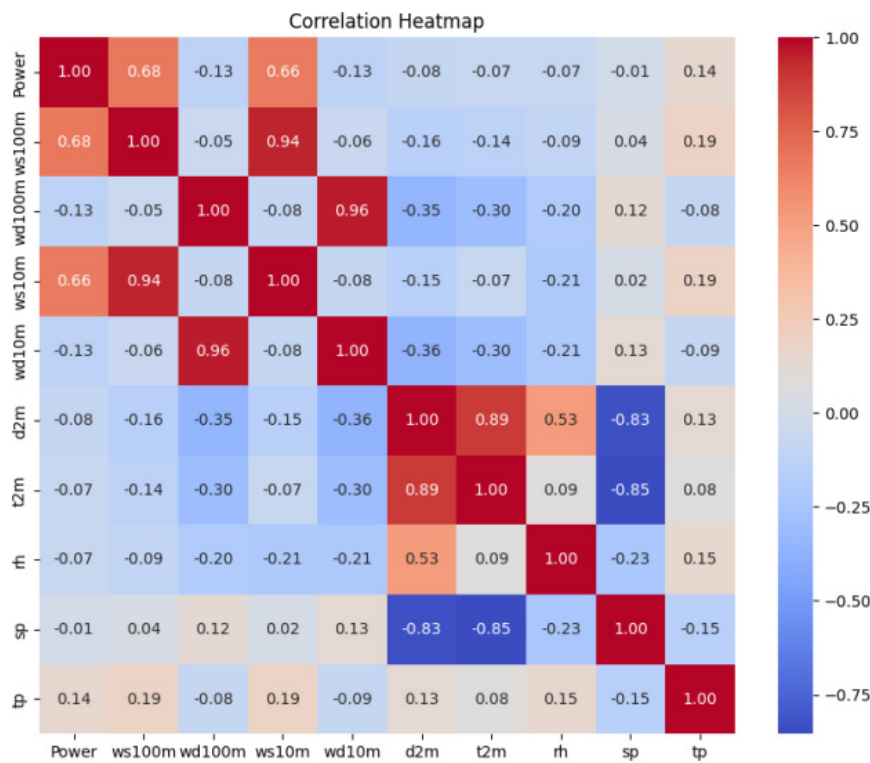 Correlation Heatmap
Power 1.00 0.68 -0.13 0.66 -0.13 -0.08 -0.07 -0.07 -0.01 0.14
ws100m 0.68 1.00 -0.05 0.94 -0.06 -0.16 -0.14 -0.09 0.04 0.19
wd100m -0.13 -0.05 1.00 -0.08 0.96 -0.35 -0.30 -0.20 0.12 -0.08
ws10m 0.66 0.94 -0.08 1.00 -0.08 -0.15 -0.07 -0.21 0.02 0.19
wd10m -0.13 -0.06 0.96 -0.08 1.00 -0.36 -0.30 -0.21 0.13 -0.09
d2m -0.08 -0.16 -0.35 -0.15 -0.36 1.00 0.89 0.53 -0.83 0.13
t2m -0.07 -0.14 -0.30 -0.07 -0.30 0.89 1.00 0.09 -0.85 0.08
rh -0.07 -0.09 -0.20 -0.21 -0.21 0.53 0.09 1.00 -0.23 0.15
sp -0.01 0.04 0.12 0.02 0.13 -0.83 -0.85 -0.23 1.00 -0.15
tp 0.14 0.19 -0.08 0.19 -0.09 0.13 0.08 0.15 -0.15 1.00
Power ws100m wd100m ws10m wd10m d2m t2m rh sp tp
1.00
0.75
0.50
0.25
0.00
−0.25
−0.50
−0.75